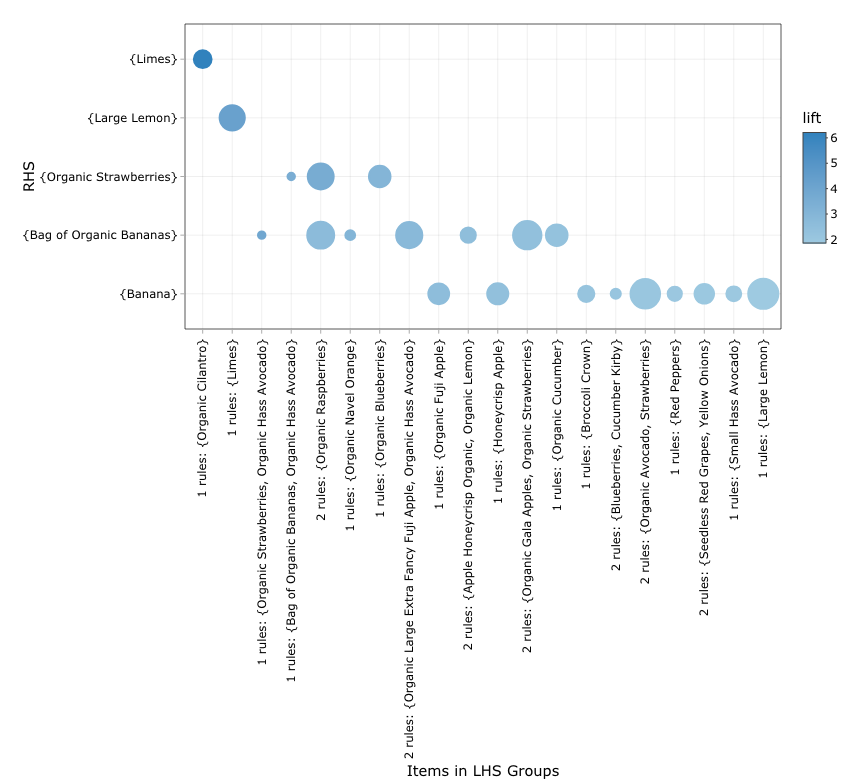 {Limes}
{Large Lemon}
{Organic Strawberries}
{Bag of Organic Bananas}
{Banana}
RHS
lift
6
5
4
3
2
1 rules: {Organic Cilantro}
1 rules: {Limes}
1 rules: {Organic Strawberries, Organic Hass Avocado}
1 rules: {Bag of Organic Bananas, Organic Hass Avocado}
2 rules: {Organic Raspberries}
1 rules: {Organic Navel Orange}
1 rules: {Organic Blueberries}
2 rules: {Organic Large Extra Fancy Fuji Apple, Organic Hass Avocado}
1 rules: {Organic Fuji Apple}
2 rules: {Apple Honeycrisp Organic, Organic Lemon}
1 rules: {Honeycrisp Apple}
2 rules: {Organic Gala Apples, Organic Strawberries}
1 rules: {Organic Cucumber}
1 rules: {Broccoli Crown}
2 rules: {Blueberries, Cucumber Kirby}
2 rules: {Organic Avocado, Strawberries}
1 rules: {Red Peppers}
2 rules: {Seedless Red Grapes, Yellow Onions}
1 rules: {Small Hass Avocado}
1 rules: {Large Lemon}
Items in LHS Groups